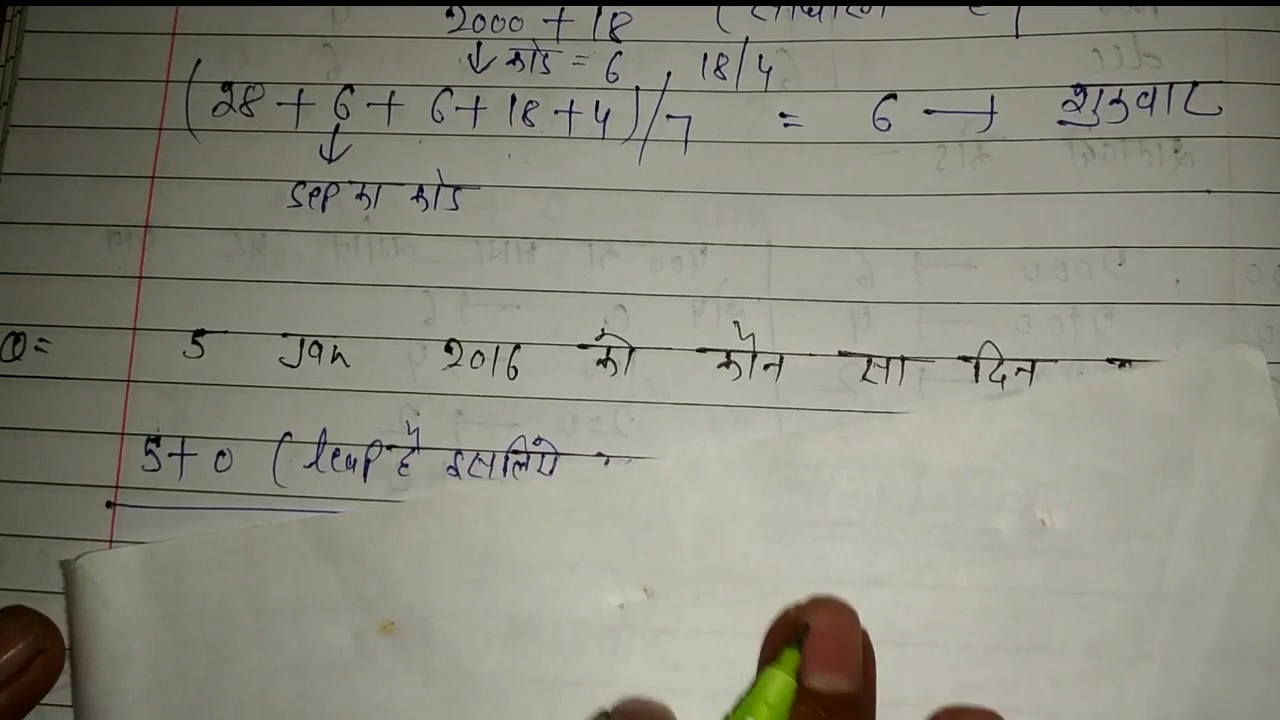 2000 + 18
↓ कोड = 6 , 18/4
(28 + 6 + 6 + 18 + 4)/7 = 6 → शुक्रवार
↓
Sep का कोड
Q= 5 Jan 2016 को कौन सा दिन
5 + 0 (leap है इसलिये